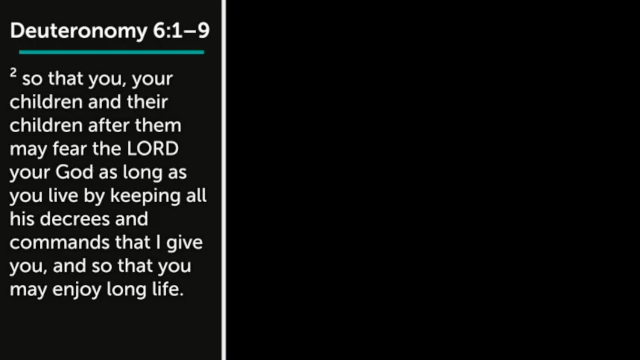 Deuteronomy 6:1–9
² so that you, your
children and their
children after them
may fear the LORD
your God as long as
you live by keeping all
his decrees and
commands that I give
you, and so that you
may enjoy long life.